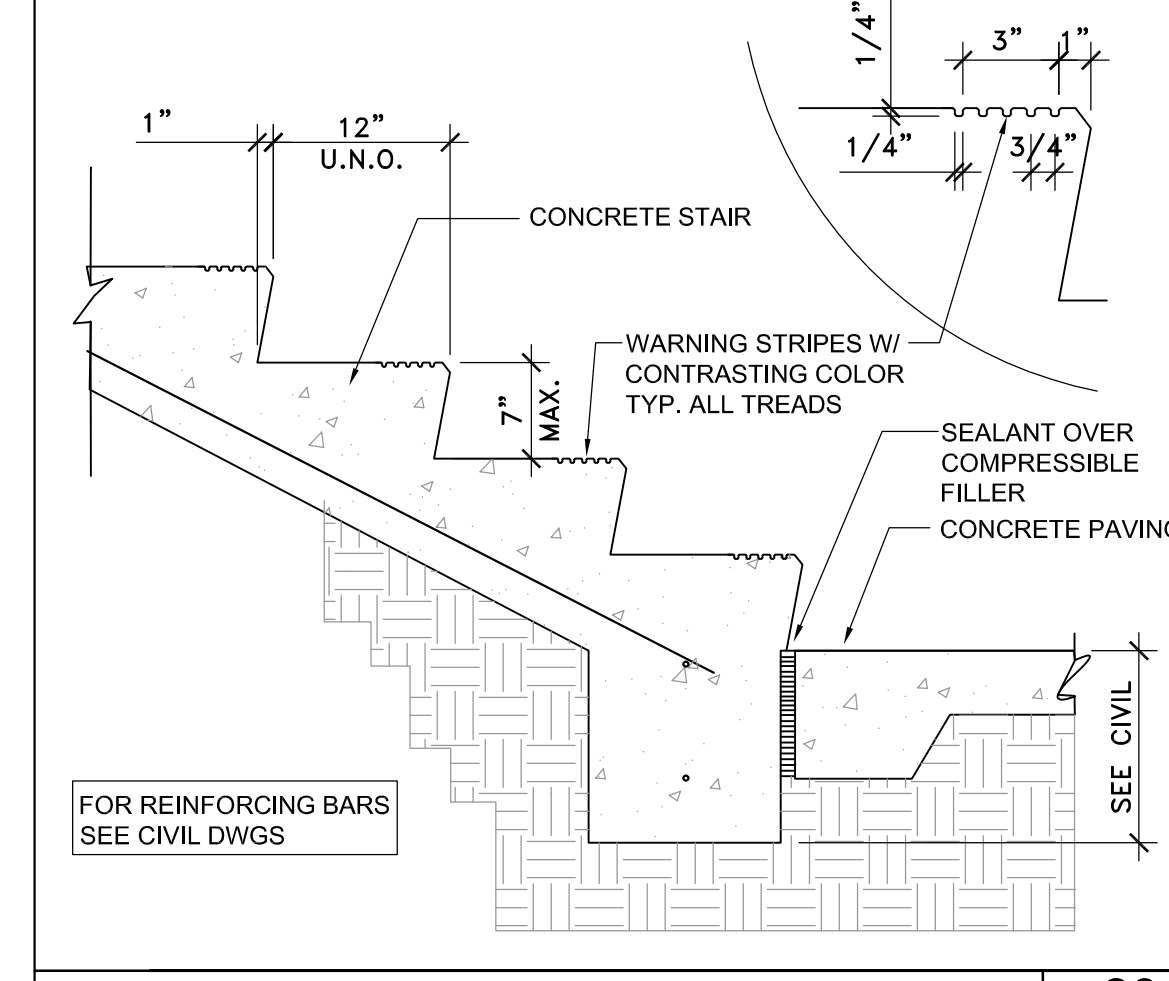 1/4”
3”
1”
1/4”
3/4”
1”
12”
U.N.O.
CONCRETE STAIR
WARNING STRIPES W/
CONTRASTING COLOR
TYP. ALL TREADS
7”
MAX.
SEALANT OVER
COMPRESSIBLE
FILLER
CONCRETE PAVING
SEE CIVIL
FOR REINFORCING BARS
SEE CIVIL DWGS